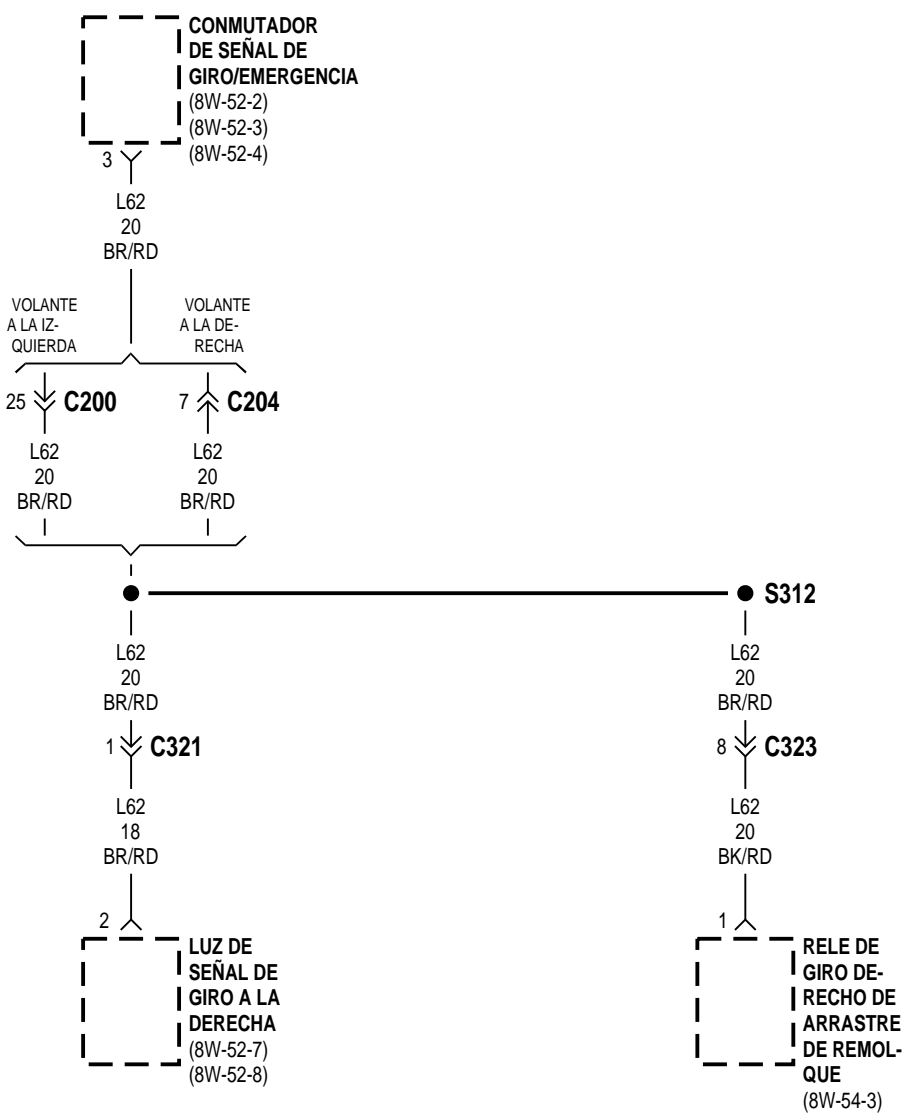 CONMUTADOR
DE SEÑAL DE
GIRO/EMERGENCIA
(8W-52-2)
(8W-52-3)
(8W-52-4)
3
L62
20
BR/RD
VOLANTE
A LA IZ-
QUIERDA
VOLANTE
A LA DE-
RECHA
25 C200
7 C204
L62
20
BR/RD
L62
20
BR/RD
S312
L62
20
BR/RD
L62
20
BR/RD
1 C321
8 C323
L62
18
BR/RD
L62
20
BK/RD
2
1
LUZ DE
SEÑAL DE
GIRO A LA
DERECHA
(8W-52-7)
(8W-52-8)
RELE DE
GIRO DE-
RECHO DE
ARRASTRE
DE REMOL-
QUE
(8W-54-3)